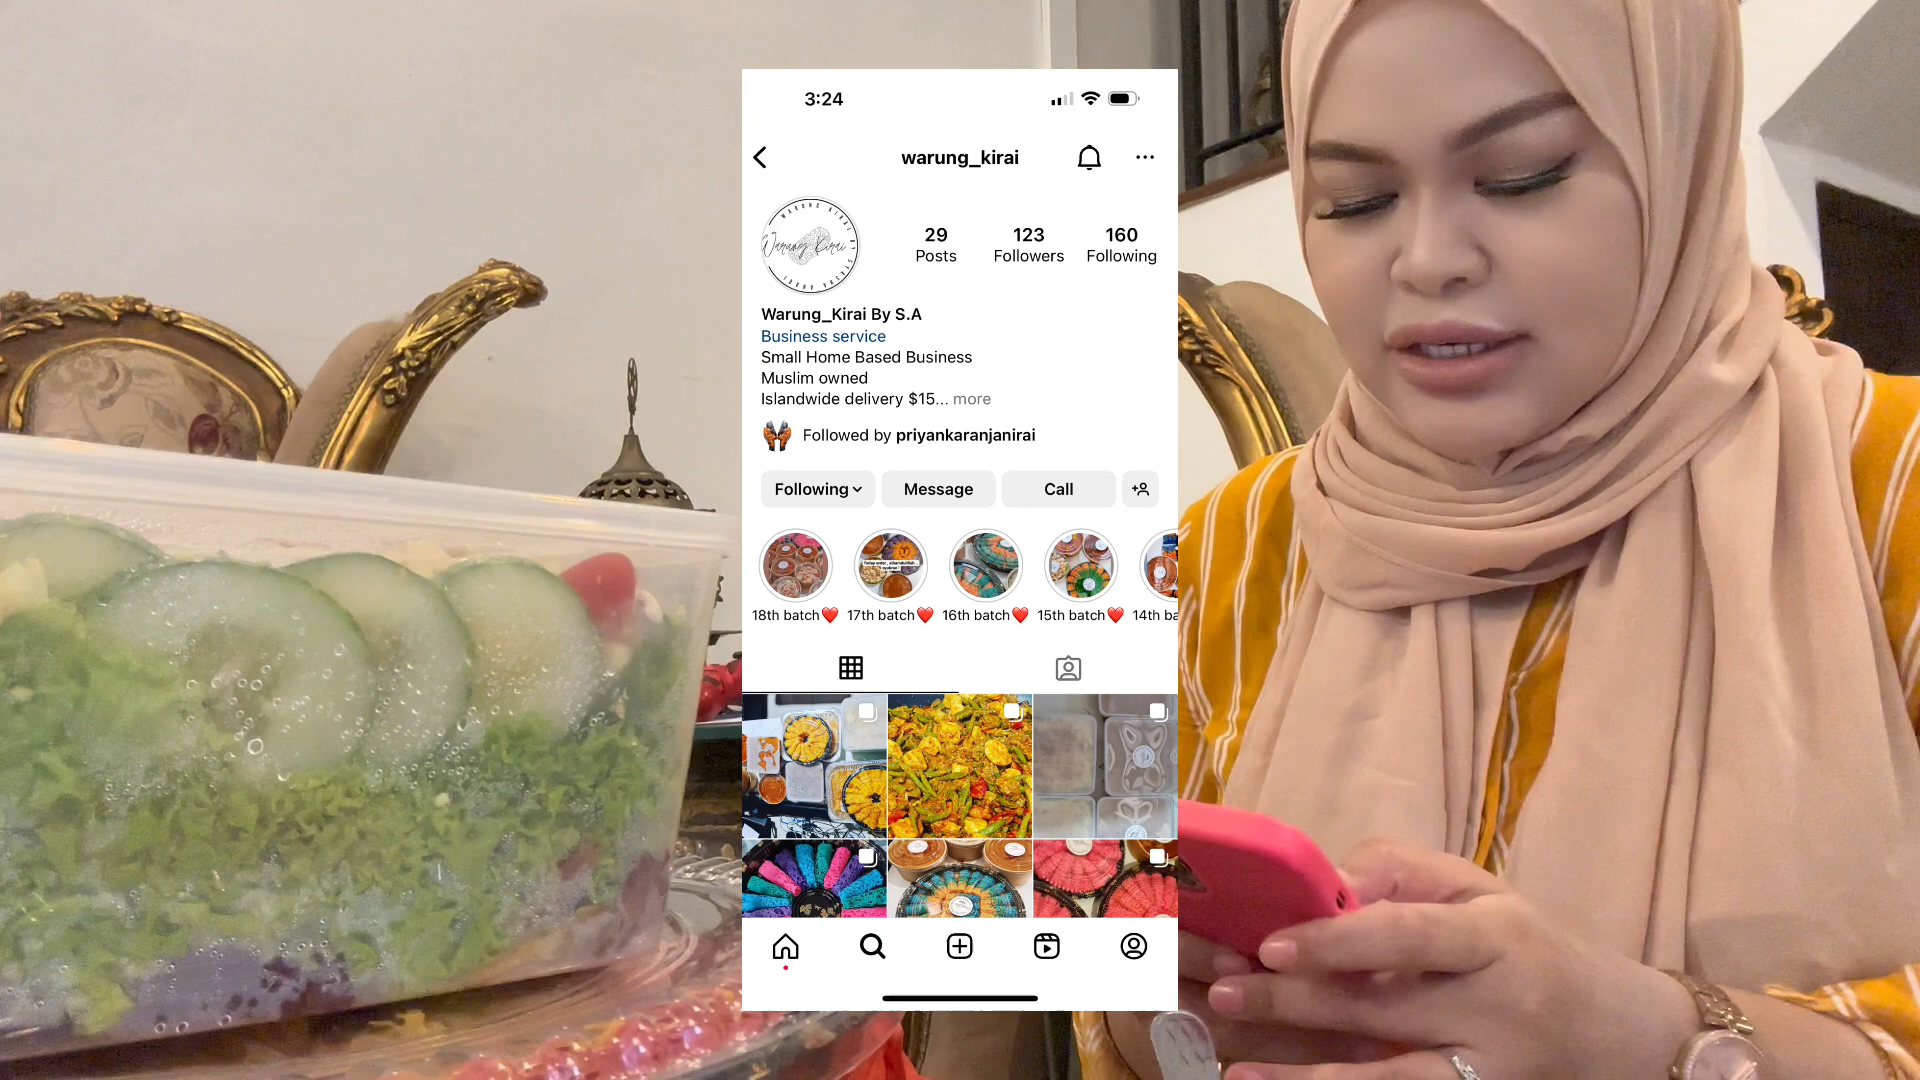 3:24
warung_kirai
Warung Kirai
29
Posts
123
Followers
160
Following
Warung_Kirai By S.A
Business service
Small Home Based Business
Muslim owned
Islandwide delivery $15... more
Followed by priyankaranjanirai
Following
Message
Call
18th batch❤️
17th batch❤️
16th batch❤️
15th batch❤️
14th ba